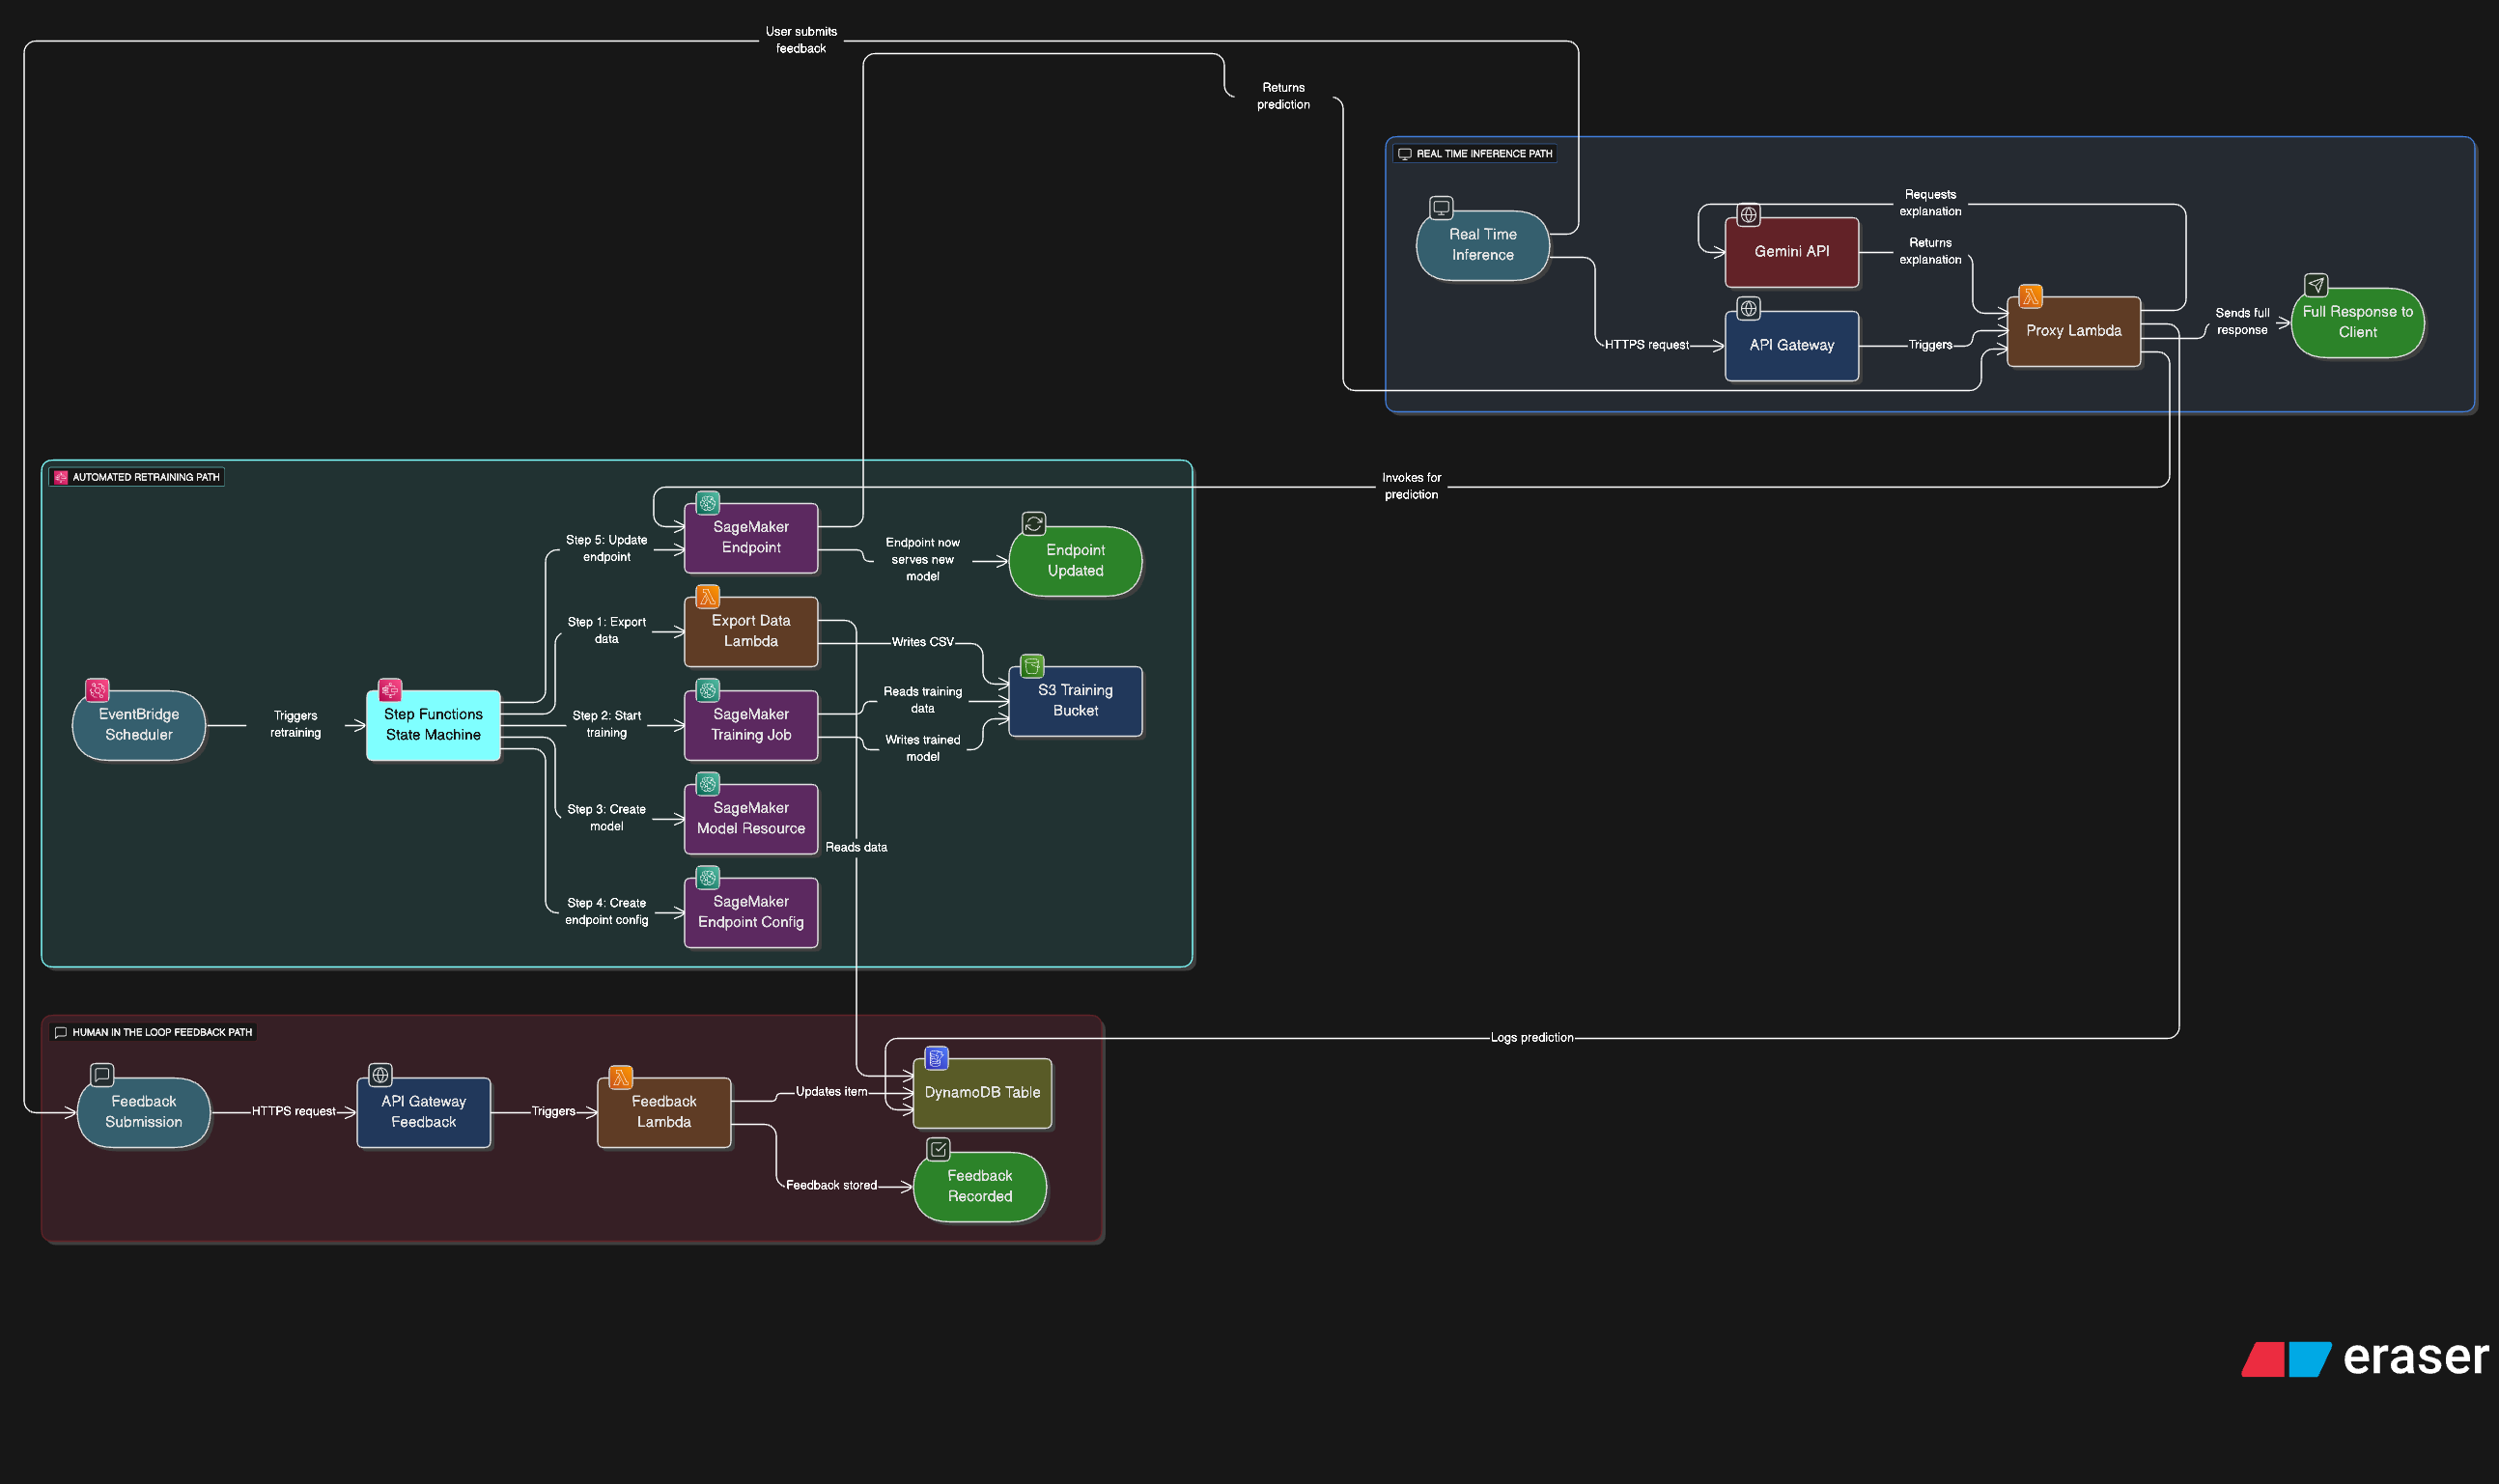 User submits
feedback
Returns
prediction
REAL TIME INFERENCE PATH
Requests
explanation
Real Time
Inference
Gemini API
Returns
explanation
Full Response to
Client
Sends full
response
Proxy Lambda
HTTPS request
API Gateway
Triggers
AUTOMATED RETRAINING PATH
Invokes for
prediction
SageMaker
Endpoint
Step 5: Update
endpoint
Endpoint now
serves new
model
Endpoint
Updated
Step 1: Export
data
Export Data
Lambda
Writes CSV
EventBridge
Scheduler
Triggers
retraining
Step Functions
State Machine
Step 2: Start
training
SageMaker
Training Job
Reads training
data
S3 Training
Bucket
Writes trained
model
Step 3: Create
model
SageMaker
Model Resource
Reads data
Step 4: Create
endpoint config
SageMaker
Endpoint Config
HUMAN IN THE LOOP FEEDBACK PATH
Logs prediction
Feedback
Submission
HTTPS request
API Gateway
Feedback
Triggers
Feedback
Lambda
Updates item
DynamoDB Table
Feedback stored
Feedback
Recorded
eraser